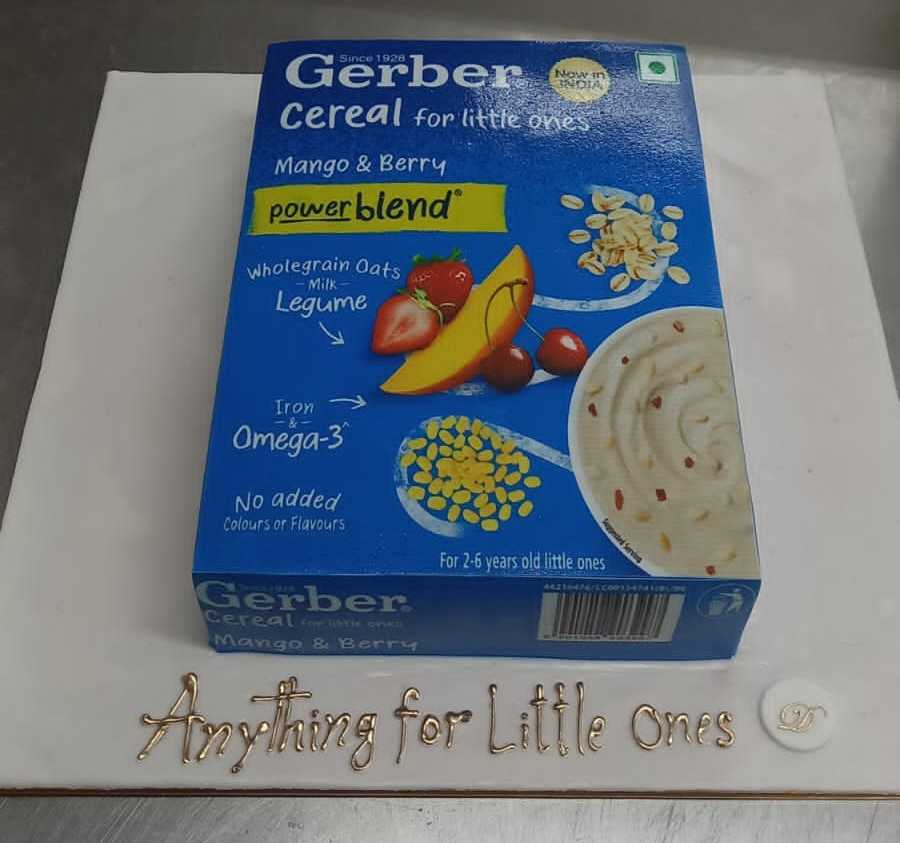 Since 1928
Gerber®
Now in
INDIA
Cereal for little ones
Mango & Berry
powerblend®
Wholegrain Oats
- Milk -
Legume
Iron
- & -
Omega-3^
No added
Colours or Flavours
Suggested Serving
For 2-6 years old little ones
Gerber®
Cereal for little ones
Mango & Berry
Anything for Little Ones
D